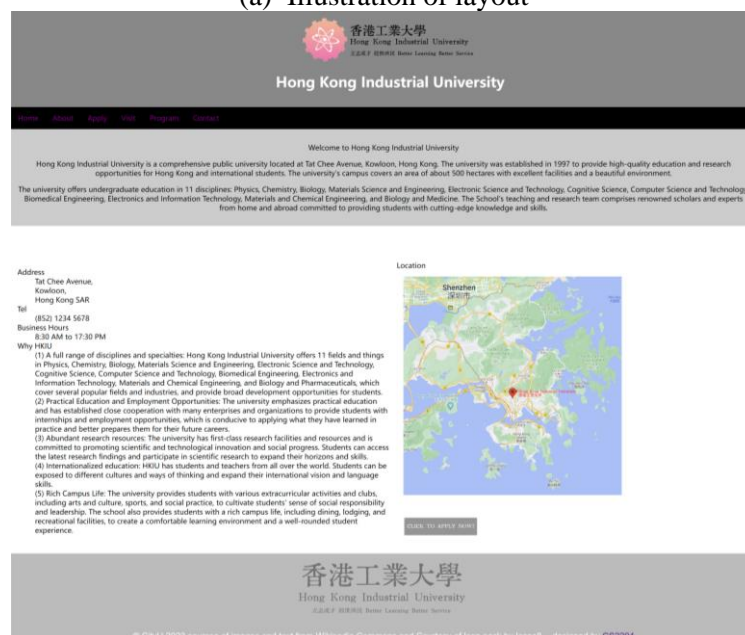 (a) Illustration of layout
香港工業大學
Hong Kong Industrial University
Better Learning Better Service
Hong Kong Industrial University
Home About Apply Visit Program Contact
Welcome to Hong Kong Industrial University
Hong Kong Industrial University is a comprehensive public university located at Tat Chee Avenue, Kowloon, Hong Kong. The university was established in 1997 to provide high-quality education and research
opportunities for Hong Kong and international students. The university's campus covers an area of about 500 hectares with excellent facilities and a beautiful environment.
The university offers undergraduate education in 11 disciplines: Physics, Chemistry, Biology, Materials Science and Engineering, Electronic Science and Technology, Cognitive Science, Computer Science and Technology
Biomedical Engineering, Electronics and Information Technology, Materials and Chemical Engineering, and Biology and Medicine. The School's teaching and research team comprises renowned scholars and experts
from home and abroad committed to providing students with cutting-edge knowledge and skills.
Address
Tat Chee Avenue,
Kowloon,
Hong Kong SAR
Tel
(852) 1234 5678
Business Hours
8:30 AM to 17:30 PM
Why HKIU
(1) A full range of disciplines and specialties: Hong Kong Industrial University offers 11 fields and things
in Physics, Chemistry, Biology, Materials Science and Engineering, Electronic Science and Technology,
Cognitive Science, Computer Science and Technology, Biomedical Engineering, Electronics and
Information Technology, Materials and Chemical Engineering, and Biology and Pharmaceuticals, which
cover several popular fields and industries, and provide broad development opportunities for students.
(2) Practical Education and Employment Opportunities: The university emphasizes practical education
and has established close cooperation with many enterprises and organizations to provide students with
internships and employment opportunities, which is conducive to applying what they have learned in
practice and better prepares them for their future careers.
(3) Abundant research resources: The university has first-class research facilities and resources and is
committed to promoting scientific and technological innovation and social progress. Students can access
the latest research findings and participate in scientific research to expand their horizons and skills.
(4) Internationalized education: HKIU has students and teachers from all over the world. Students can be
exposed to different cultures and ways of thinking and expand their international vision and language
skills.
(5) Rich Campus Life: The university provides students with various extracurricular activities and clubs,
including arts and culture, sports, and social practice, to cultivate students' sense of social responsibility
and leadership. The school also provides students with a rich campus life, including dining, lodging, and
recreational facilities, to create a comfortable learning environment and a well-rounded student
experience.
Location
Shenzhen
深圳市
CLICK TO APPLY NOW!
香港工業大學
Hong Kong Industrial University
Better Learning Better Service